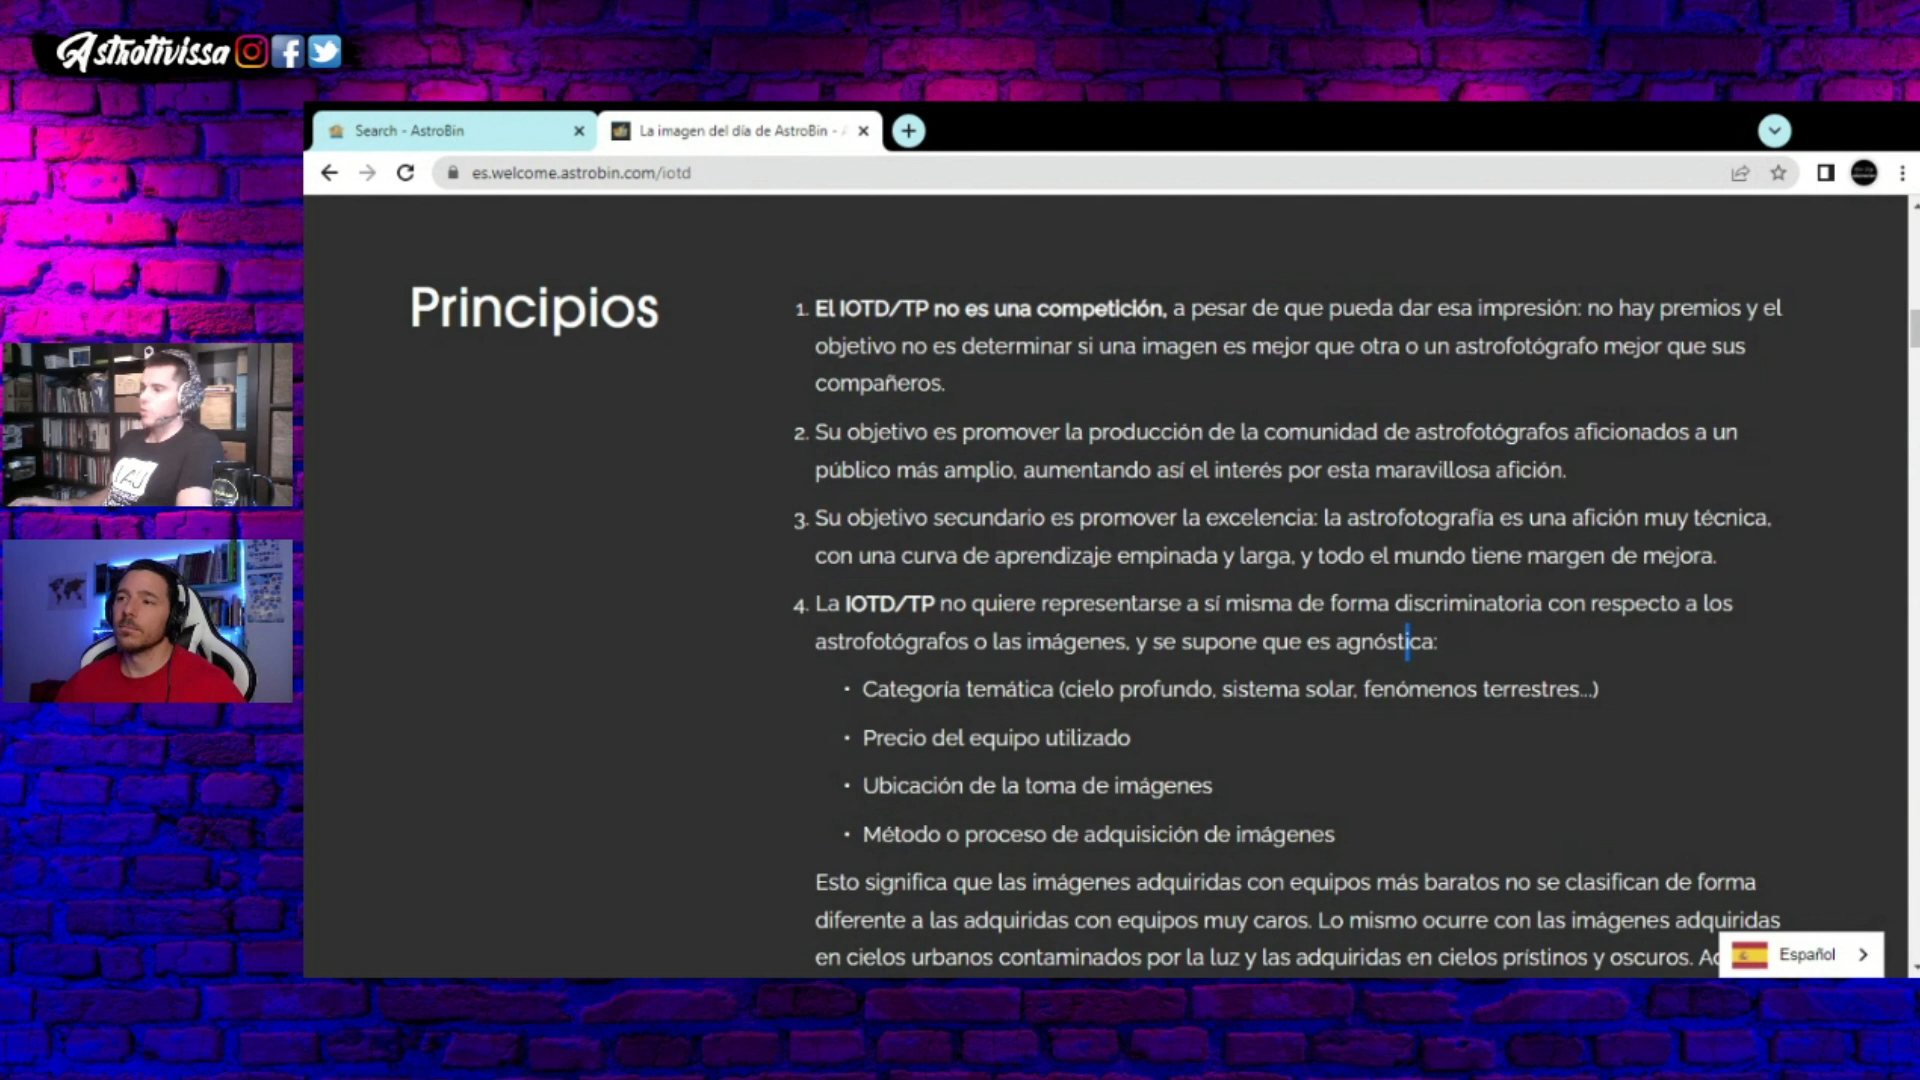 Astrotivissa
Search - AstroBin
La imagen del día de AstroBin -
es.welcome.astrobin.com/iotd
Principios
1. El IOTD/TP no es una competición, a pesar de que pueda dar esa impresión: no hay premios y el
objetivo no es determinar si una imagen es mejor que otra o un astrofotógrafo mejor que sus
compañeros.
2. Su objetivo es promover la producción de la comunidad de astrofotógrafos aficionados a un
público más amplio, aumentando así el interés por esta maravillosa afición.
3. Su objetivo secundario es promover la excelencia: la astrofotografía es una afición muy técnica,
con una curva de aprendizaje empinada y larga, y todo el mundo tiene margen de mejora.
4. La IOTD/TP no quiere representarse a sí misma de forma discriminatoria con respecto a los
astrofotógrafos o las imágenes, y se supone que es agnóstica:
• Categoría temática (cielo profundo, sistema solar, fenómenos terrestres...)
• Precio del equipo utilizado
• Ubicación de la toma de imágenes
• Método o proceso de adquisición de imágenes
Esto significa que las imágenes adquiridas con equipos más baratos no se clasifican de forma
diferente a las adquiridas con equipos muy caros. Lo mismo ocurre con las imágenes adquiridas
en cielos urbanos contaminados por la luz y las adquiridas en cielos prístinos y oscuros.
Español